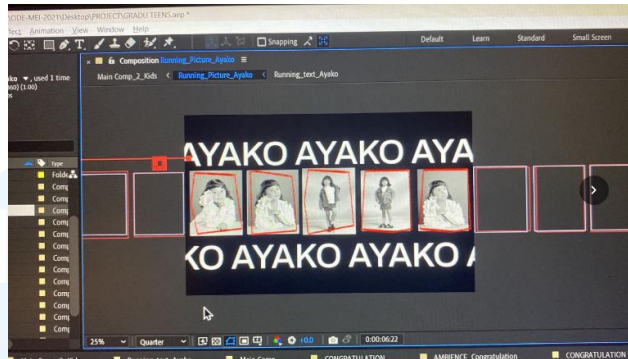 \ODE-MEI-2021\Desktop\PROJECT\GRADU TEENS.aep *
Animation View Window Help
Snapping
Default Learn Standard Small Screen
Composition Running_Picture_Ayako
, used 1 time
(1.00)
Main Comp_2_Kids < Running_Picture_Ayako < Running_text_Ayako
Type
Folde
Comp
Comp
Comp
Comp
Comp
Comp
Comp
Comp
Comp
Comp
AYAKO AYAKO AYA
KO AYAKO AYAKO
25% Quarter +0.0 0:00:06:22
Main Comp CONGRATULATION AMBIENCE_Congratulation CONGRATULATION